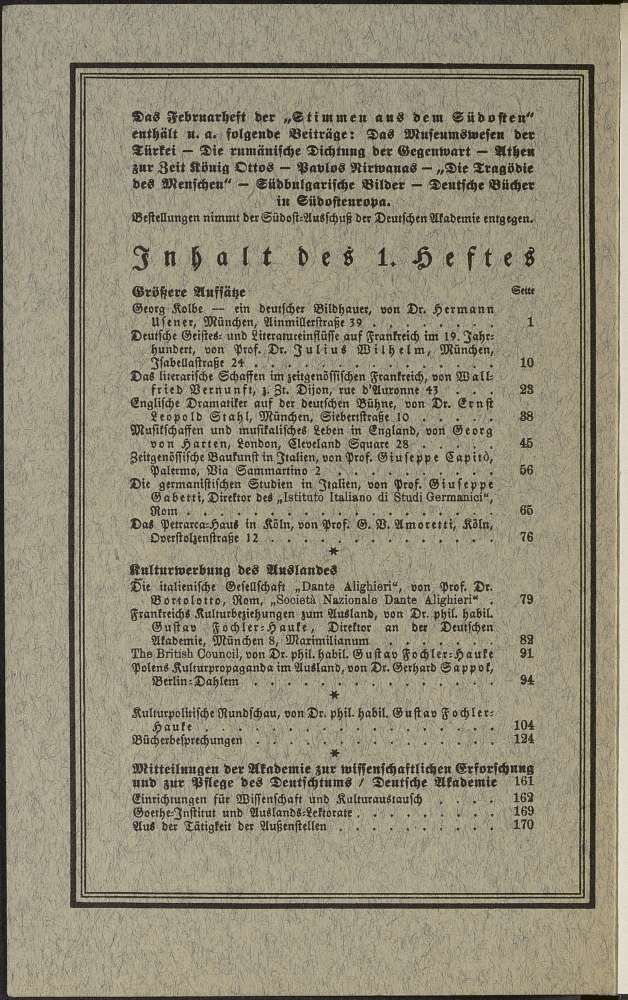 Das Februarheft der „Stimmen aus dem Südosten“
enthält u. a. folgende Beiträge: Das Museumswesen der
Türkei — Die rumänische Dichtung der Gegenwart — Athen
zur Zeit König Ottos — Pavlos Nirwanas — „Die Tragödie
des Menschen“ — Südbulgarische Bilder — Deutsche Bücher
in Südosteuropa.
Bestellungen nimmt der Südost-Ausschuß der Deutschen Akademie entgegen.
Inhalt des 1. Heftes
Größere Aufsätze Seite
Georg Kolbe — ein deutscher Bildhauer, von Dr. Hermann
Usener, München, Ainmillerstraße 39 . . . . . . . . 1
Deutsche Geistes- und Literatureinflüsse auf Frankreich im 19. Jahr-
hundert, von Prof. Dr. Julius Wilhelm, München,
Isabellastraße 24 . . . . . . . . . . . . . . . 10
Das literarische Schaffen im zeitgenössischen Frankreich, von Wall-
fried Vernunft, z. Zt. Dijon, rue d'Auxonne 43 . . . 23
Englische Dramatiker auf der deutschen Bühne, von Dr. Ernst
Leopold Stahl, München, Siebertstraße 10 . . . . . 38
Musikschaffen und musikalisches Leben in England, von Georg
von Harten, London, Cleveland Square 28 . . . . . 45
Zeitgenössische Baukunst in Italien, von Prof. Giuseppe Capitò,
Palermo, Via Sammartino 2 . . . . . . . . . . 56
Die germanistischen Studien in Italien, von Prof. Giuseppe
Gabetti, Direktor des „Istituto Italiano di Studi Germanici“,
Rom . . . . . . . . . . . . . . . . . . . 65
Das Petrarca-Haus in Köln, von Prof. G. V. Amoretti, Köln,
Overstolzenstraße 12 . . . . . . . . . . . . . . 76
*
Kulturwerbung des Auslandes
Die italienische Gesellschaft „Dante Alighieri“, von Prof. Dr.
Bortolotto, Rom, „Società Nazionale Dante Alighieri“ . 79
Frankreichs Kulturbeziehungen zum Ausland, von Dr. phil. habil.
Gustav Fochler-Hauke, Direktor an der Deutschen
Akademie, München 8, Maximilianum . . . . . . . 82
The British Council, von Dr. phil. habil. Gustav Fochler-Hauke 91
Polens Kulturpropaganda im Ausland, von Dr. Gerhard Sappok,
Berlin-Dahlem . . . . . . . . . . . . . . . 94
*
Kulturpolitische Rundschau, von Dr. phil. habil. Gustav Fochler-
Hauke . . . . . . . . . . . . . . . . . . 104
Bücherbesprechungen . . . . . . . . . . . . . . . 124
*
Mitteilungen der Akademie zur wissenschaftlichen Erforschung
und zur Pflege des Deutschtums / Deutsche Akademie 161
Einrichtungen für Wissenschaft und Kulturaustausch . . . . 162
Goethe-Institut und Auslands-Lektorate . . . . . . . . . 169
Aus der Tätigkeit der Außenstellen . . . . . . . . . . 170